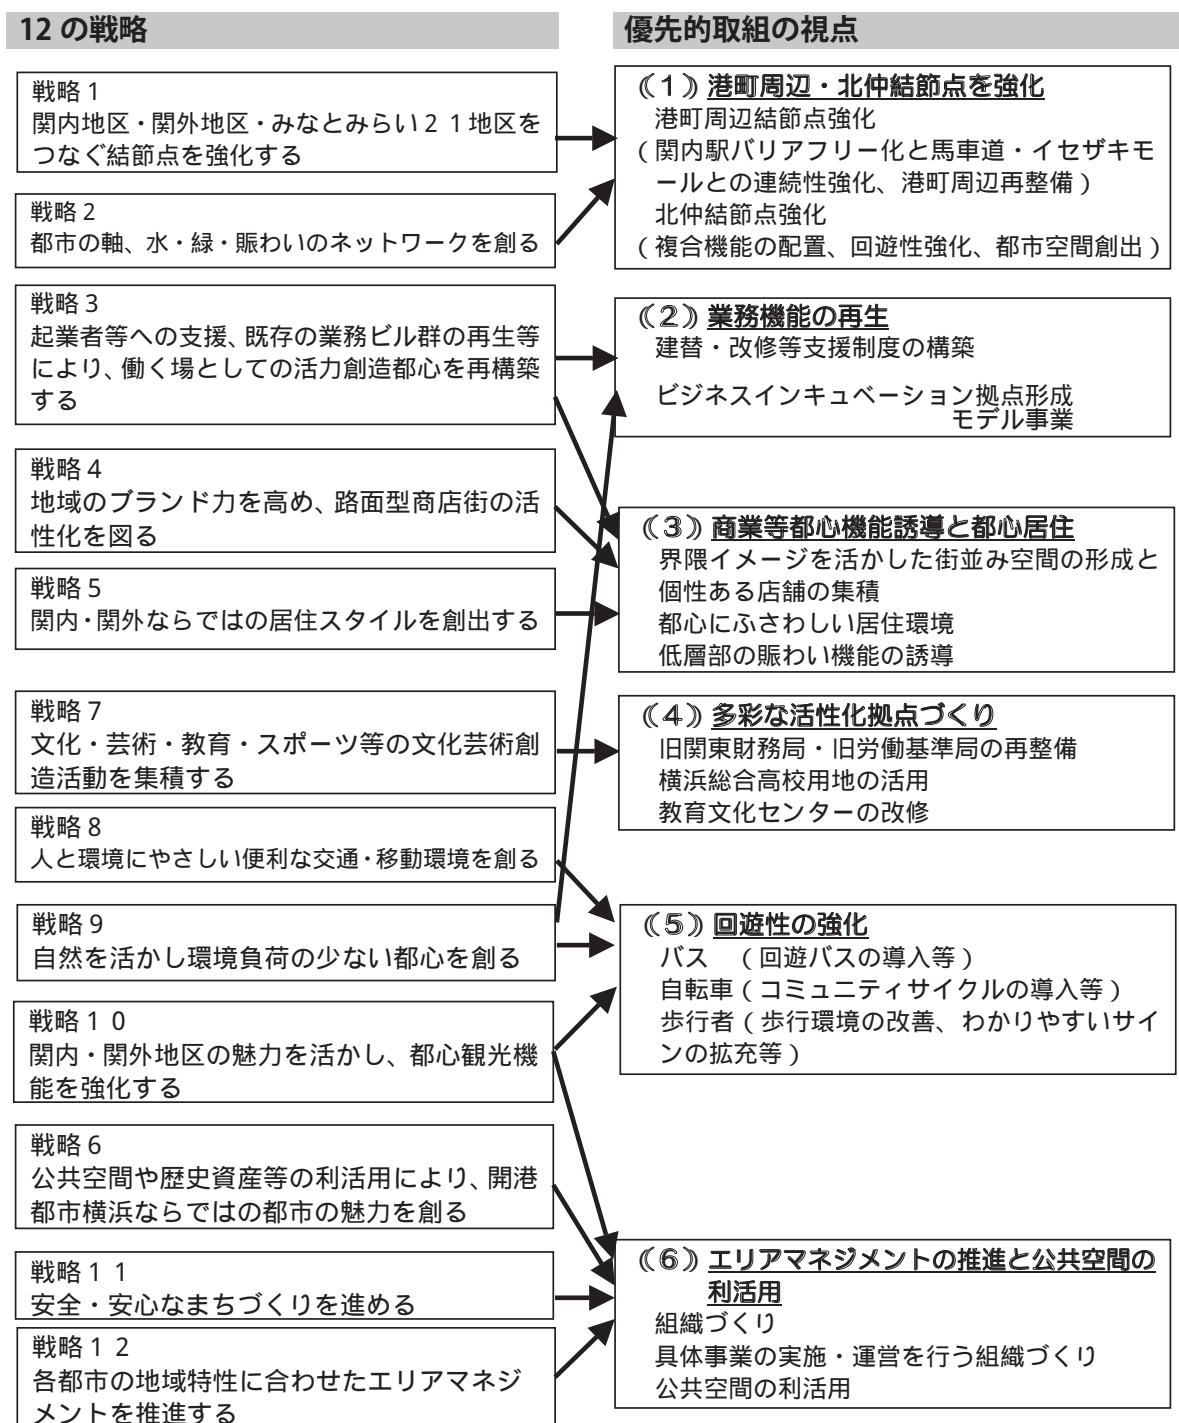 12の戦略
戦略１
関内地区・関外地区・みなとみらい２１地区を
つなぐ結節点を強化する
戦略２
都市の軸、水・緑・賑わいのネットワークを創る
戦略３
起業者等への支援、既存の業務ビル群の再生等
により、働く場としての活力創造都心を再構築
する
戦略４
地域のブランド力を高め、路面型商店街の活
性化を図る
戦略５
関内・関外ならではの居住スタイルを創出する
戦略７
文化・芸術・教育・スポーツ等の文化芸術創
造活動を集積する
戦略８
人と環境にやさしい便利な交通・移動環境を創る
戦略９
自然を活かし環境負荷の少ない都心を創る
戦略１０
関内・関外地区の魅力を活かし、都心観光機
能を強化する
戦略６
公共空間や歴史資産等の利活用により、開港
都市横浜ならではの都市の魅力を創る
戦略１１
安全・安心なまちづくりを進める
戦略１２
各都市の地域特性に合わせたエリアマネジ
メントを推進する
優先的取組の視点
（１）港町周辺・北仲結節点を強化
港町周辺結節点強化
（関内駅バリアフリー化と馬車道・イセザキモ
ールとの連続性強化、港町周辺再整備）
北仲結節点強化
（複合機能の配置、回遊性強化、都市空間創出）
（２）業務機能の再生
建替・改修等支援制度の構築
ビジネスインキュベーション拠点形成
モデル事業
（３）商業等都心機能誘導と都心居住
界隈イメージを活かした街並み空間の形成と
個性ある店舗の集積
都心にふさわしい居住環境
低層部の賑わい機能の誘導
（４）多彩な活性化拠点づくり
旧関東財務局・旧労働基準局の再整備
横浜総合高校用地の活用
教育文化センターの改修
（５）回遊性の強化
バス　（回遊バスの導入等）
自転車（コミュニティサイクルの導入等）
歩行者（歩行環境の改善、わかりやすいサイ
ンの拡充等）
（６）エリアマネジメントの推進と公共空間の
利活用
組織づくり
具体事業の実施・運営を行う組織づくり
公共空間の利活用